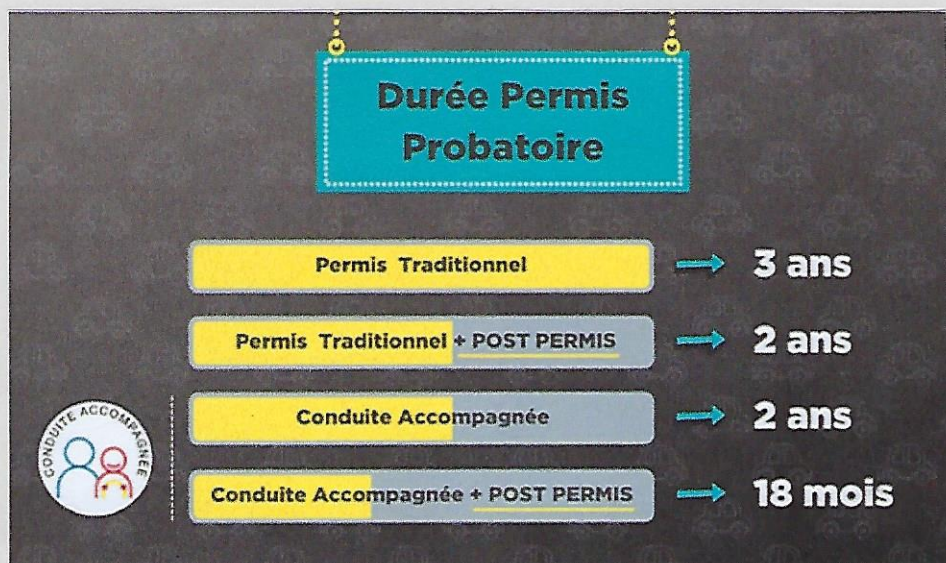 Durée Permis
Probatoire
Permis Traditionnel → 3 ans
Permis Traditionnel + POST PERMIS → 2 ans
Conduite Accompagnée → 2 ans
CONDUITE ACCOMPAGNÉE
Conduite Accompagnée + POST PERMIS → 18 mois